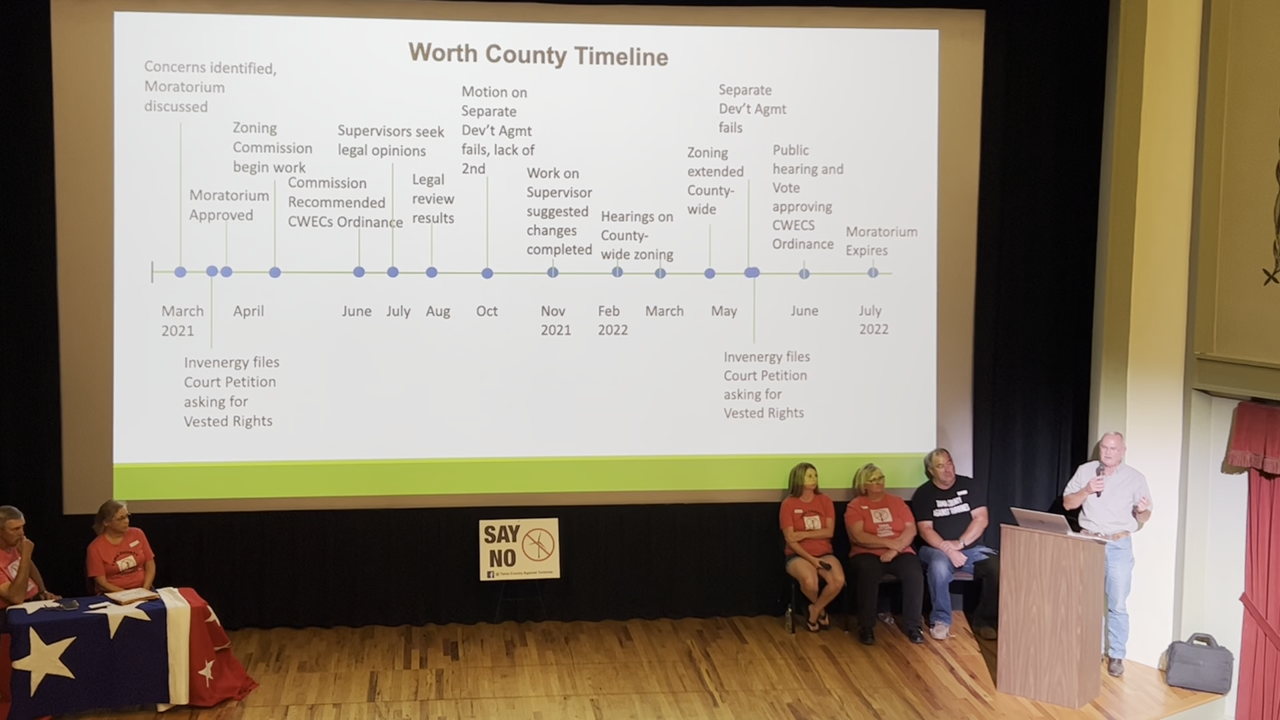 Worth County Timeline
Concerns identified,
Moratorium
discussed
Moratorium
Approved
Zoning
Commission
begin work
Commission
Recommended
CWECs Ordinance
Supervisors seek
legal opinions
Legal
review
results
Motion on
Separate
Dev't Agmt
fails, lack of
2nd
Work on
Supervisor
suggested
changes
completed
Hearings on
County-
wide zoning
Zoning
extended
County-
wide
Separate
Dev't Agmt
fails
Public
hearing and
Vote
approving
CWECS
Ordinance
Moratorium
Expires
March
2021
April
June
July
Aug
Oct
Nov
2021
Feb
2022
March
May
June
July
2022
Invenergy files
Court Petition
asking for
Vested Rights
Invenergy files
Court Petition
asking for
Vested Rights
SAY
NO